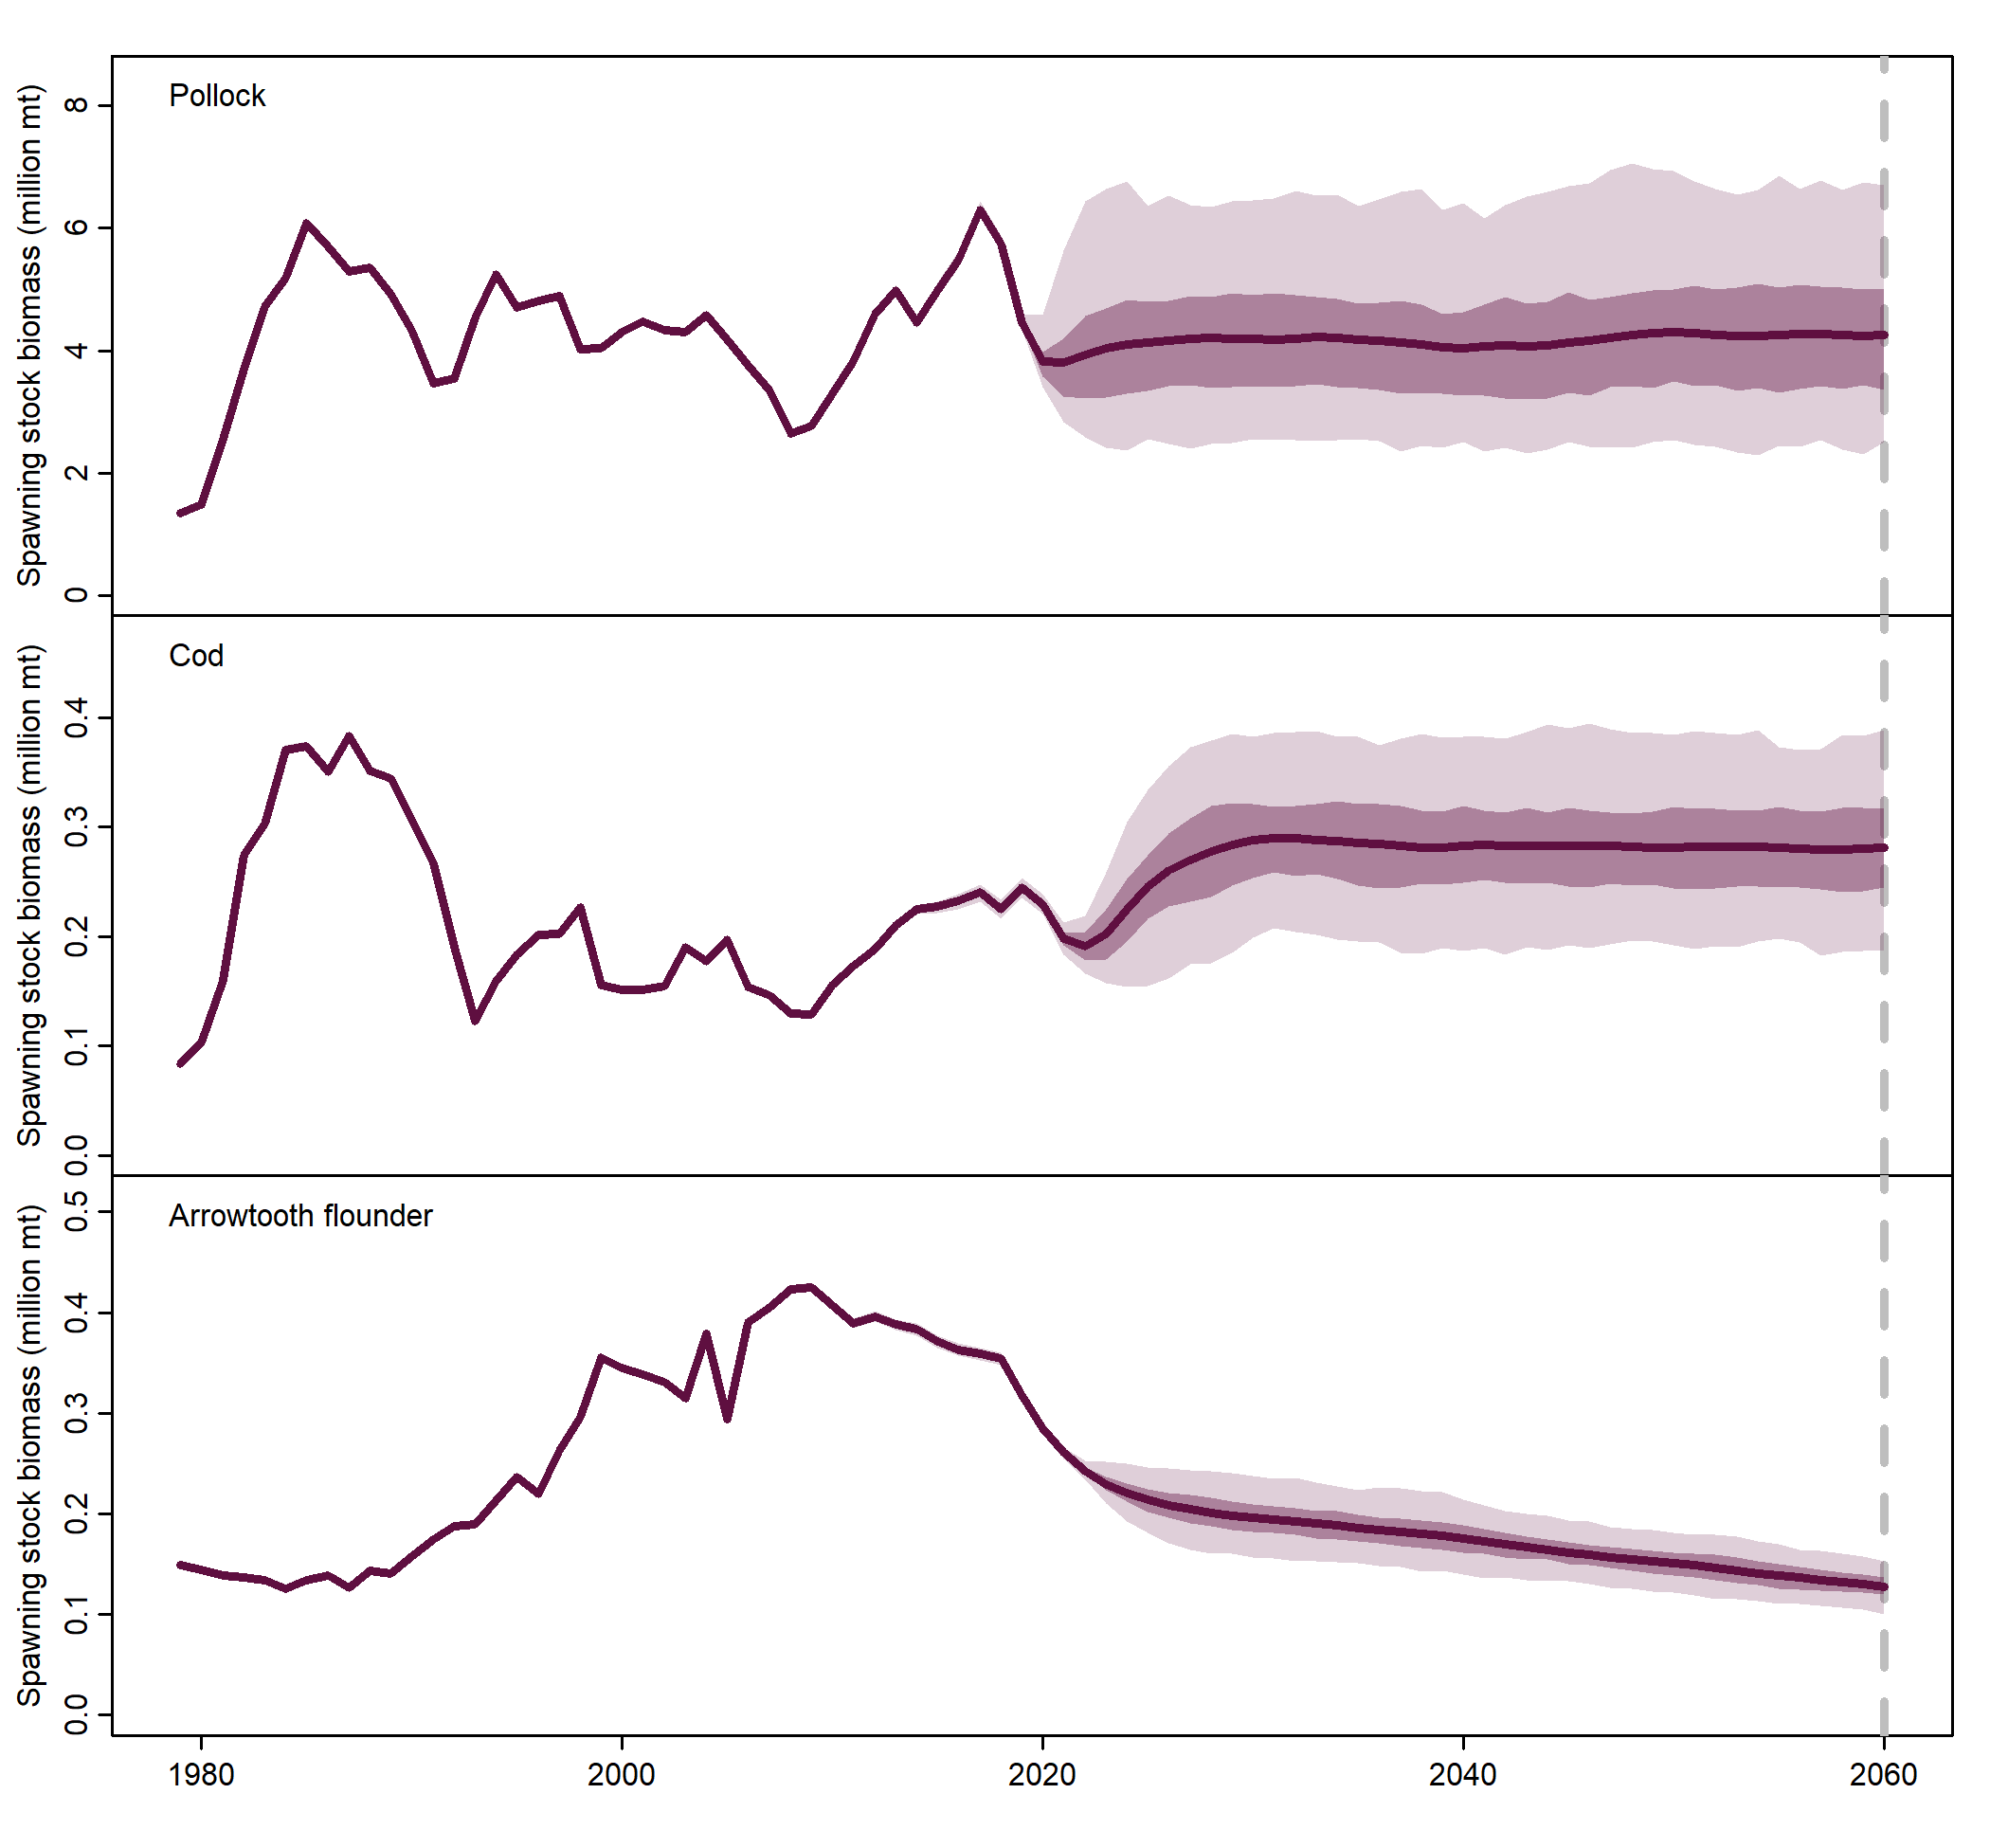 Pollock
Spawning stock biomass (million mt)
8
6
4
2
0
Cod
Spawning stock biomass (million mt)
0.4
0.3
0.2
0.1
0.0
Arrowtooth flounder
Spawning stock biomass (million mt)
0.5
0.4
0.3
0.2
0.1
0.0
1980 2000 2020 2040 2060